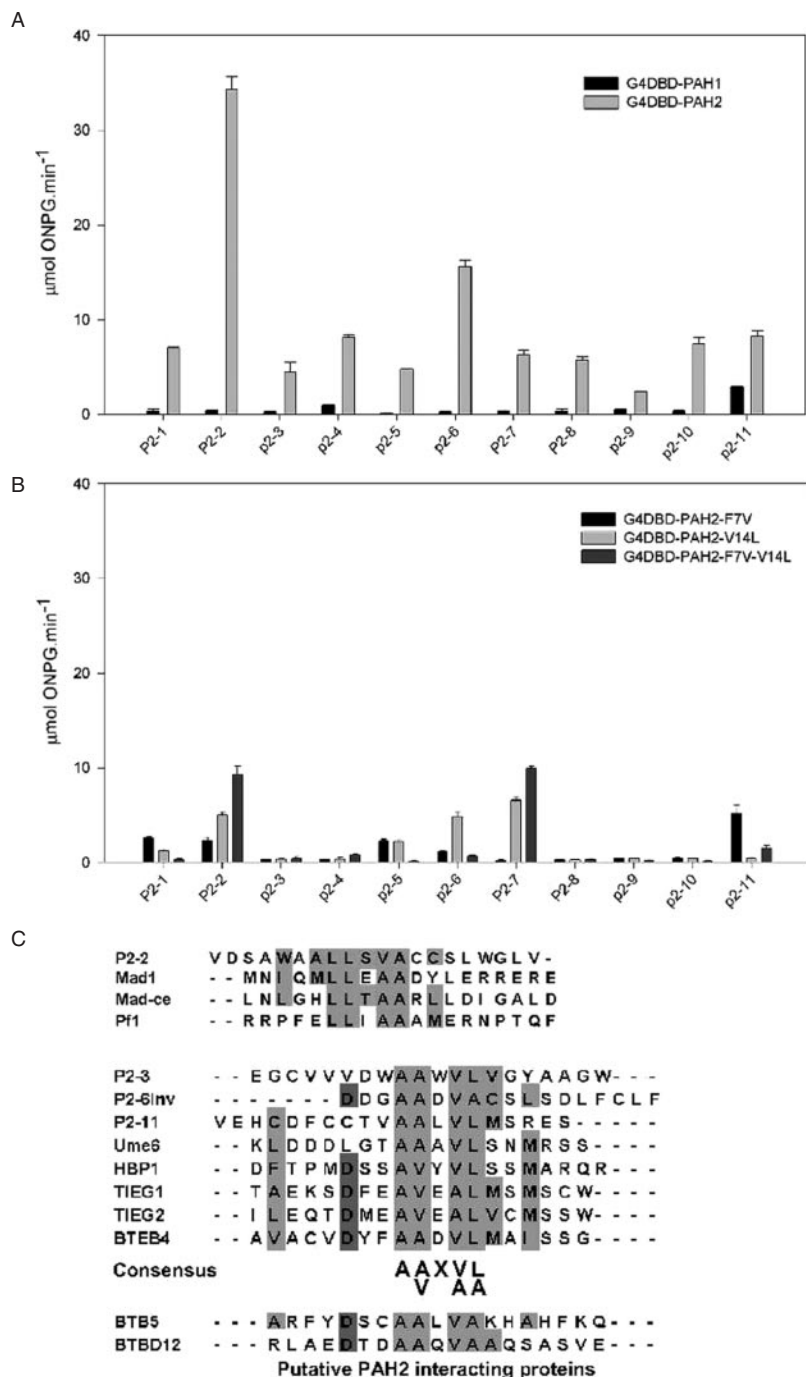 A
40
30
20
10
0
µmol ONPG.min⁻¹
G4DBD-PAH1
G4DBD-PAH2
P2-1 P2-2 p2-3 p2-4 p2-5 p2-6 P2-7 P2-8 p2-9 p2-10 p2-11
B
40
30
20
10
0
µmol ONPG.min⁻¹
G4DBD-PAH2-F7V
G4DBD-PAH2-V14L
G4DBD-PAH2-F7V-V14L
P2-1 P2-2 p2-3 p2-4 p2-5 p2-6 P2-7 P2-8 p2-9 p2-10 p2-11
C
P2-2 V D S A W A A L L S V A C C S L W G L V -
Mad1 - - M N I Q M L L E A A D Y L E R R E R E
Mad-ce - - L N L G H L L T A A R L L D I G A L D
Pf1 - - R R P F E L L I A A A M E R N P T Q F
P2-3 - - E G C V V V D W A A W V L V G Y A A G W - - -
P2-6Inv - - - - - - - D D G A A D V A C S L S D L F C L F
P2-11 V E H C D F C C T V A A L V L M S R E S - - - - -
Ume6 - - K L D D D L G T A A A V L S N M R S S - - - -
HBP1 - - D F T P M D S S A V Y V L S S M A R Q R - - -
TIEG1 - - T A E K S D F E A V E A L M S M S C W - - - -
TIEG2 - - I L E Q T D M E A V E A L V C M S S W - - - -
BTEB4 - - A V A C V D Y F A A D V L M A I S S G - - - -
Consensus A A X V L
V A A
BTB5 - - - A R F Y D S C A A L V A K H A H F K Q - - -
BTBD12 - - - R L A E D T D A A Q V A A Q S A S V E - - - -
Putative PAH2 interacting proteins